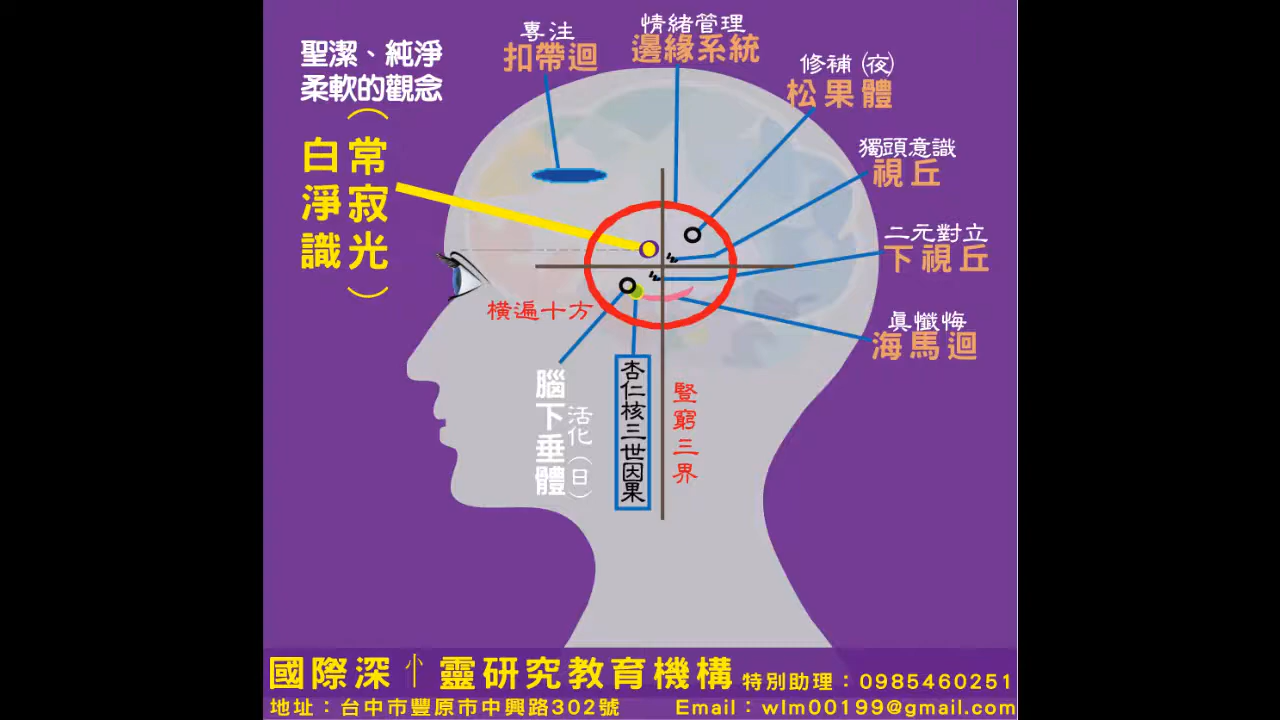 聖潔、純淨
柔軟的觀念
(常寂光
白淨識)
專注
扣帶迴
情緒管理
邊緣系統
修補(夜)
松果體
獨頭意識
視丘
二元對立
下視丘
眞懺悔
海馬迴
橫遍十方
豎窮三界
腦下垂體
活化(日)
杏仁核三世因果
國際深忄靈研究教育機構 特別助理:0985460251
地址:台中市豐原市中興路302號 Email:wlm00199@gmail.com